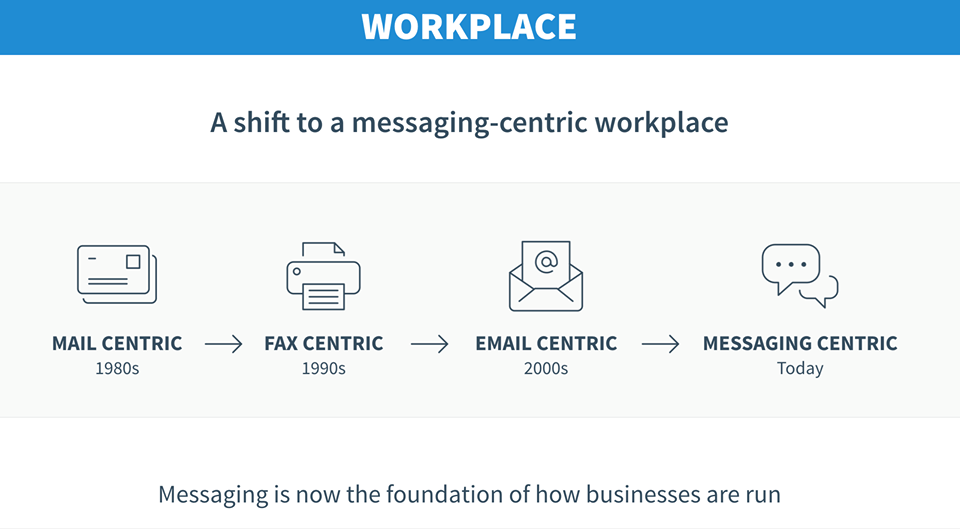 WORKPLACE
A shift to a messaging-centric workplace
@
MAIL CENTRIC → FAX CENTRIC → EMAIL CENTRIC → MESSAGING CENTRIC
1980s 1990s 2000s Today
Messaging is now the foundation of how businesses are run